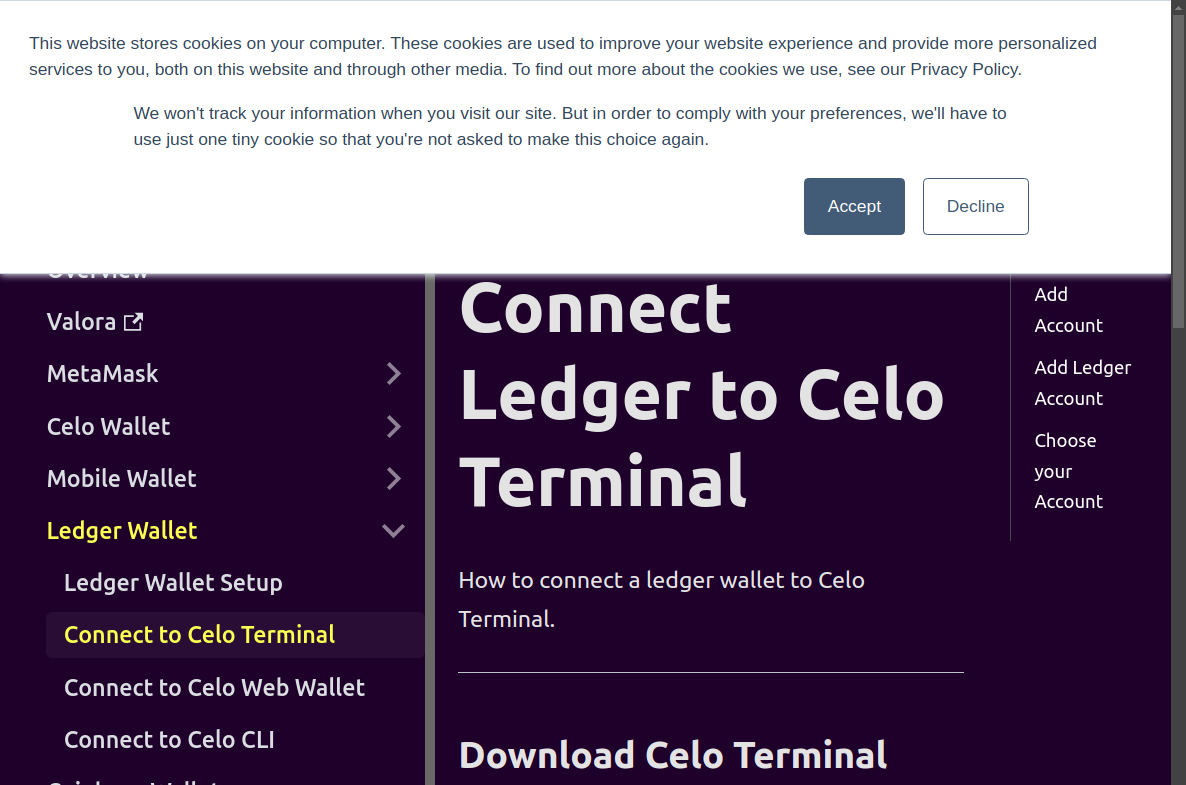 This website stores cookies on your computer. These cookies are used to improve your website experience and provide more personalized
services to you, both on this website and through other media. To find out more about the cookies we use, see our Privacy Policy.
We won't track your information when you visit our site. But in order to comply with your preferences, we'll have to
use just one tiny cookie so that you're not asked to make this choice again.
Accept
Decline
Overview
Valora
MetaMask
Celo Wallet
Mobile Wallet
Ledger Wallet
Ledger Wallet Setup
Connect to Celo Terminal
Connect to Celo Web Wallet
Connect to Celo CLI
Connect
Ledger to Celo
Terminal
How to connect a ledger wallet to Celo
Terminal.
Download Celo Terminal
Add
Account
Add Ledger
Account
Choose
your
Account